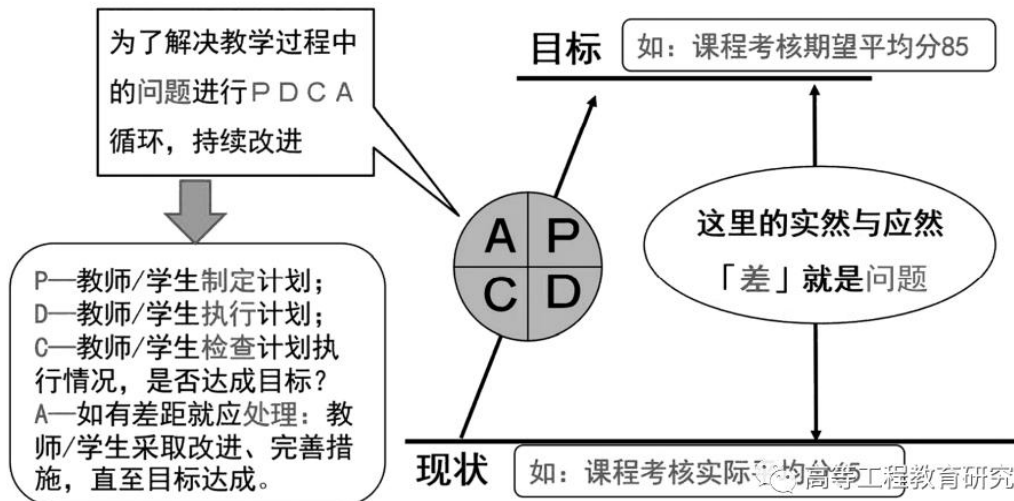 为了解决教学过程中
的问题进行PDCA
循环，持续改进
P—教师/学生制定计划；
D—教师/学生执行计划；
C—教师/学生检查计划执
行情况，是否达成目标？
A—如有差距就应处理：教
师/学生采取改进、完善措
施，直至目标达成。
目标
如：课程考核期望平均分85
A P
C D
这里的实然与应然
「差」就是问题
现状
如：课程考核实际平均分
高等工程教育研究